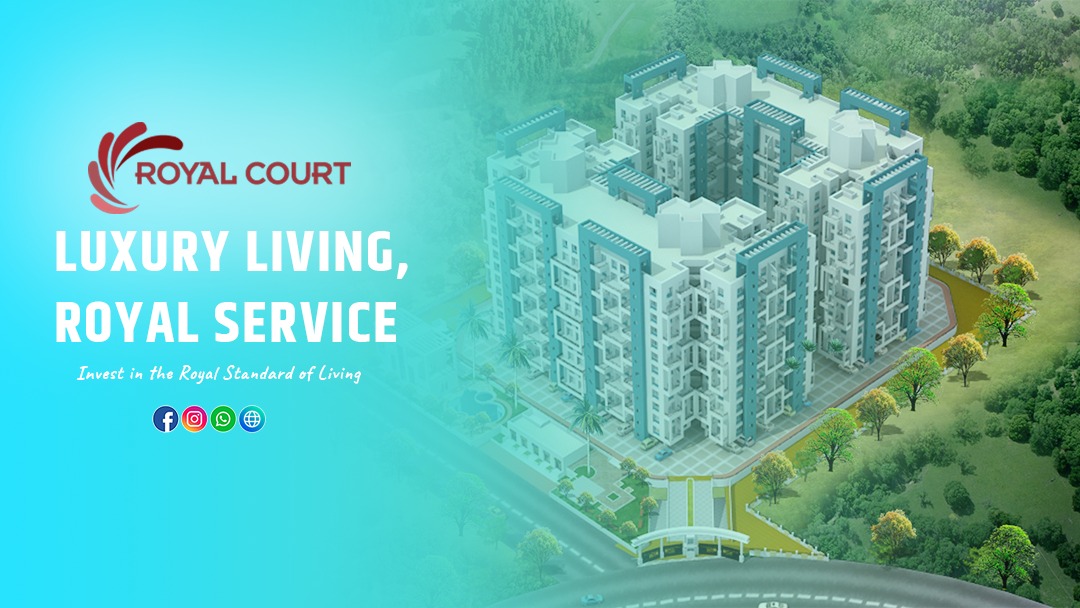 ROYAL COURT
LUXURY LIVING,
ROYAL SERVICE
Invest in the Royal Standard of Living